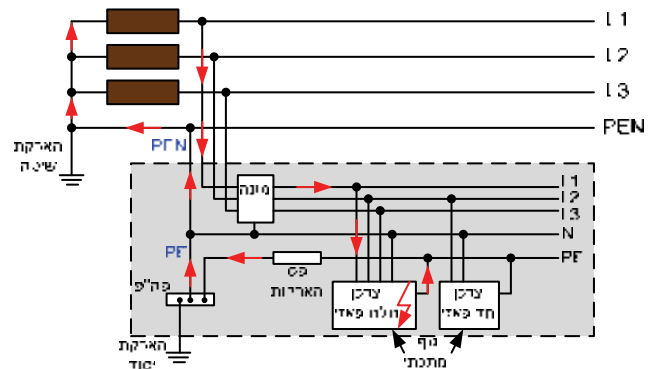 L1
L2
L3
PEN
הארקת
שיטה
PEN
מונה
L1
L2
L3
N
PE
PE
פה"פ
פס
הארקות
צרכן
תלת פאזי
צרכן
חד פאזי
גוף
מתכתי
הארקת
יסוד